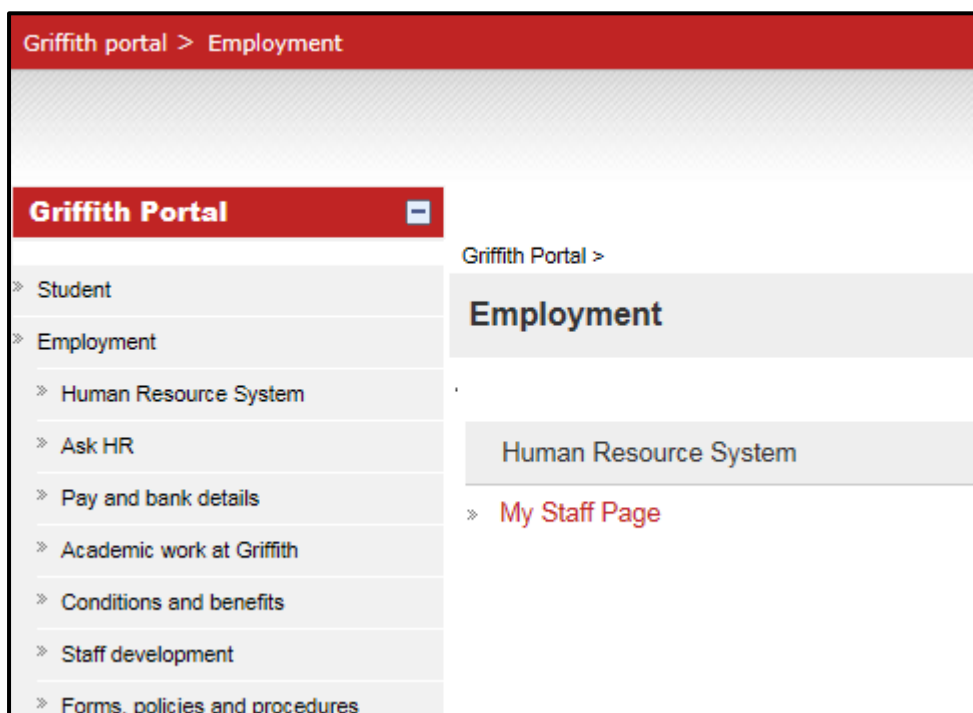 Griffith portal > Employment
Griffith Portal
» Student
» Employment
» Human Resource System
» Ask HR
» Pay and bank details
» Academic work at Griffith
» Conditions and benefits
» Staff development
» Forms, policies and procedures
Griffith Portal >
Employment
Human Resource System
» My Staff Page